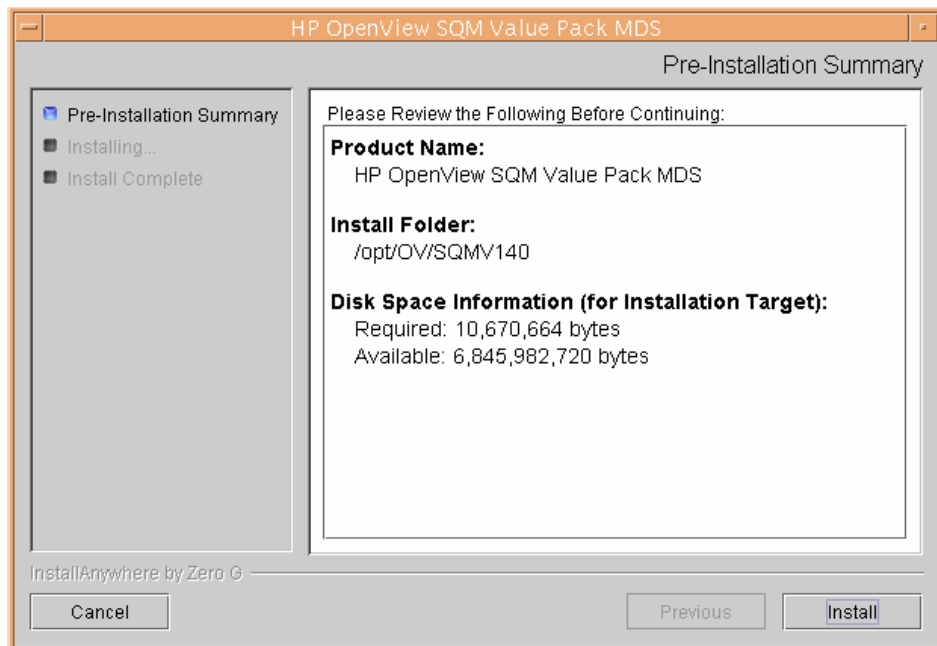 HP OpenView SQM Value Pack MDS
Pre-Installation Summary
Pre-Installation Summary
Installing...
Install Complete
Please Review the Following Before Continuing:
Product Name:
HP OpenView SQM Value Pack MDS
Install Folder:
/opt/OV/SQMV140
Disk Space Information (for Installation Target):
Required: 10,670,664 bytes
Available: 6,845,982,720 bytes
InstallAnywhere by Zero G
Cancel
Previous
Install